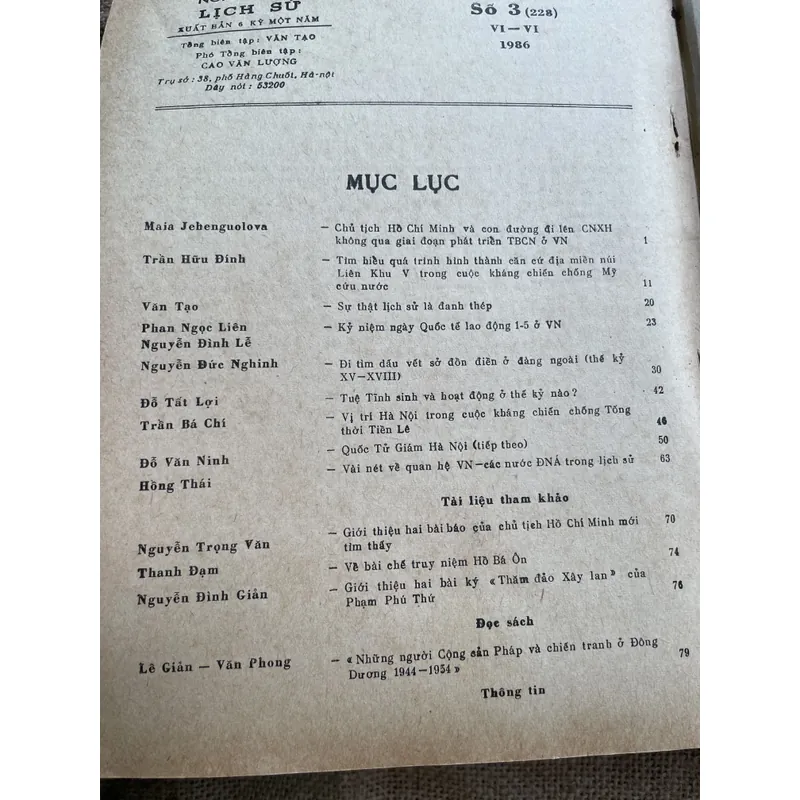 LỊCH SỬ
XUẤT BẢN 6 KỲ MỘT NĂM
Tổng biên tập: VĂN TẠO
Phó Tổng biên tập:
CAO VĂN LƯỢNG
Trụ sở: 38, phố Hàng Chuối, Hà-nội
Dây nói: 53200
Số 3 (228)
VI—VI
1986
MỤC LỤC
Maia Jebenguolova — Chủ tịch Hồ Chí Minh và con đường đi lên CNXH
không qua giai đoạn phát triển TBCN ở VN 1
Trần Hữu Đính — Tìm hiểu quá trình hình thành căn cứ địa miền núi
Liên Khu V trong cuộc kháng chiến chống Mỹ
cứu nước 11
Văn Tạo — Sự thật lịch sử là đanh thép 20
Phan Ngọc Liên — Kỷ niệm ngày Quốc tế lao động 1-5 ở VN 23
Nguyễn Đình Lễ
Nguyễn Đức Nghinh — Đi tìm dấu vết sở đồn điền ở đàng ngoài (thế kỷ
XV—XVIII) 30
Đỗ Tất Lợi — Tuệ Tĩnh sinh và hoạt động ở thế kỷ nào? 42
Trần Bá Chí — Vị trí Hà Nội trong cuộc kháng chiến chống Tống
thời Tiền Lê 46
Đỗ Văn Ninh — Quốc Tử Giám Hà Nội (tiếp theo) 50
Hồng Thái — Vài nét về quan hệ VN—các nước ĐNÁ trong lịch sử 63
Tài liệu tham khảo
Nguyễn Trọng Văn — Giới thiệu hai bài báo của chủ tịch Hồ Chí Minh mới
tìm thấy 70
Thanh Đạm — Về bài chế truy niệm Hồ Bá Ôn 74
Nguyễn Đình Giản — Giới thiệu hai bài ký «Thăm đảo Xây lan» của
Phạm Phú Thứ 76
Đọc sách
Lê Giản — Văn Phong — «Những người Cộng sản Pháp và chiến tranh ở Đông
Dương 1944—1954» 79
Thông tin